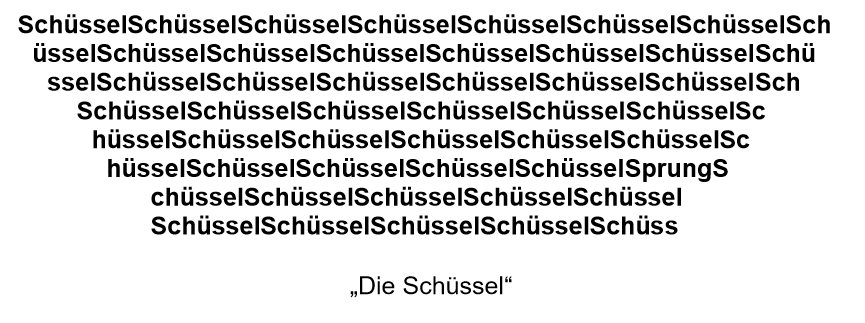 SchüsselSchüsselSchüsselSchüsselSchüsselSchüsselSchüsselSch
üsselSchüsselSchüsselSchüsselSchüsselSchüsselSchüsselSchü
sselSchüsselSchüsselSchüsselSchüsselSchüsselSchüsselSch
SchüsselSchüsselSchüsselSchüsselSchüsselSchüsselSc
hüsselSchüsselSchüsselSchüsselSchüsselSchüsselSc
hüsselSchüsselSchüsselSchüsselSchüsselSprungS
chüsselSchüsselSchüsselSchüsselSchüssel
SchüsselSchüsselSchüsselSchüsselSchüss
„Die Schüssel“